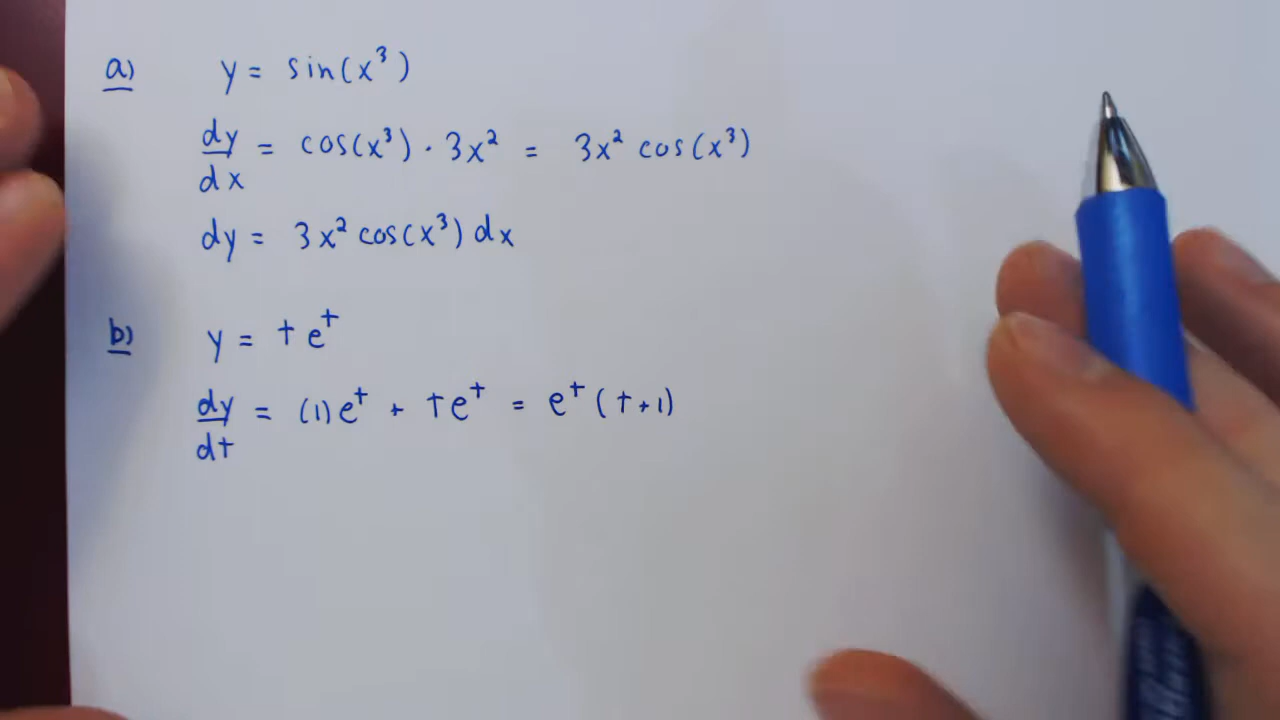 a) y = sin(x³)
dy/dx = cos(x³) · 3x² = 3x² cos(x³)
dy = 3x² cos(x³) dx
b) y = t e^t
dy/dt = (1)e^t + te^t = e^t (t+1)